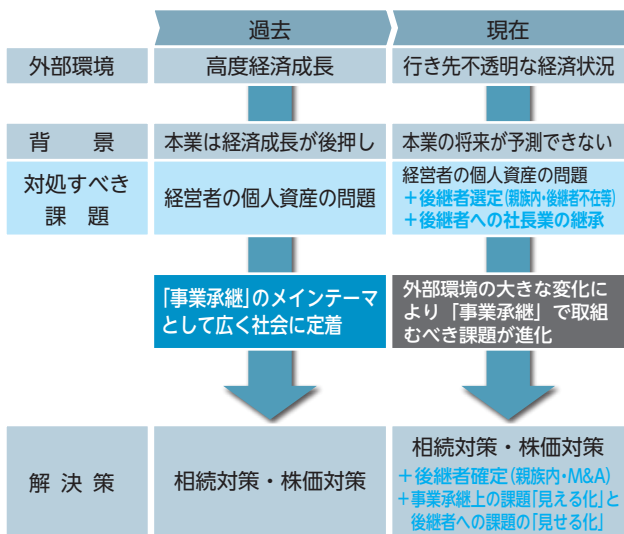 過去
現在
外部環境
高度経済成長
行き先不透明な経済状況
背　景
本業は経済成長が後押し
本業の将来が予測できない
対処すべき
課　題
経営者の個人資産の問題
経営者の個人資産の問題
＋後継者選定(親族内・後継者不在等)
＋後継者への社長業の継承
「事業承継」のメインテーマ
として広く社会に定着
外部環境の大きな変化に
より「事業承継」で取組
むべき課題が進化
解 決 策
相続対策・株価対策
相続対策・株価対策
＋後継者確定(親族内・M&A)
＋事業承継上の課題「見える化」と
後継者への課題の「見せる化」